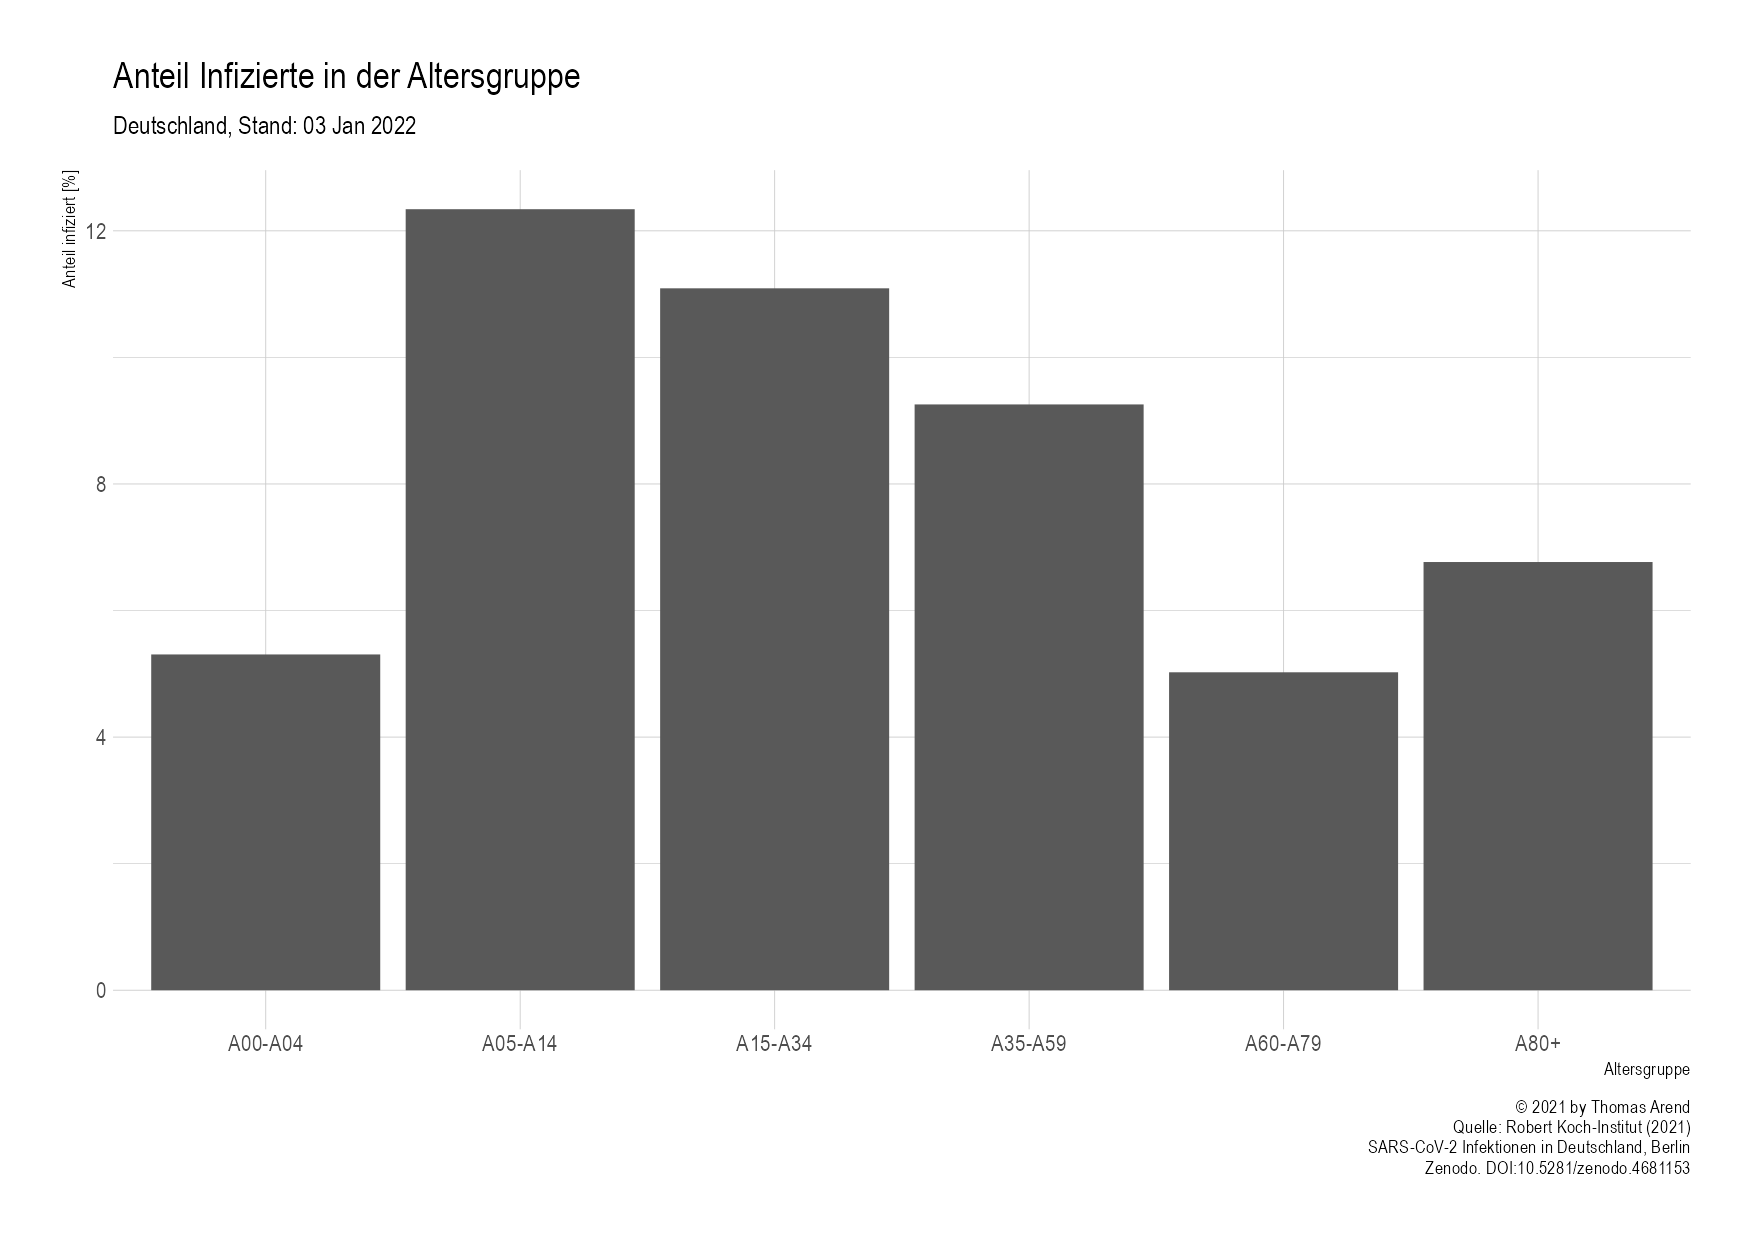 Anteil Infizierte in der Altersgruppe
Deutschland, Stand: 03 Jan 2022
Anteil infiziert [%]
12
8
4
0
A00-A04
A05-A14
A15-A34
A35-A59
A60-A79
A80+
Altersgruppe
© 2021 by Thomas Arend
Quelle: Robert Koch-Institut (2021)
SARS-CoV-2 Infektionen in Deutschland, Berlin
Zenodo. DOI:10.5281/zenodo.4681153